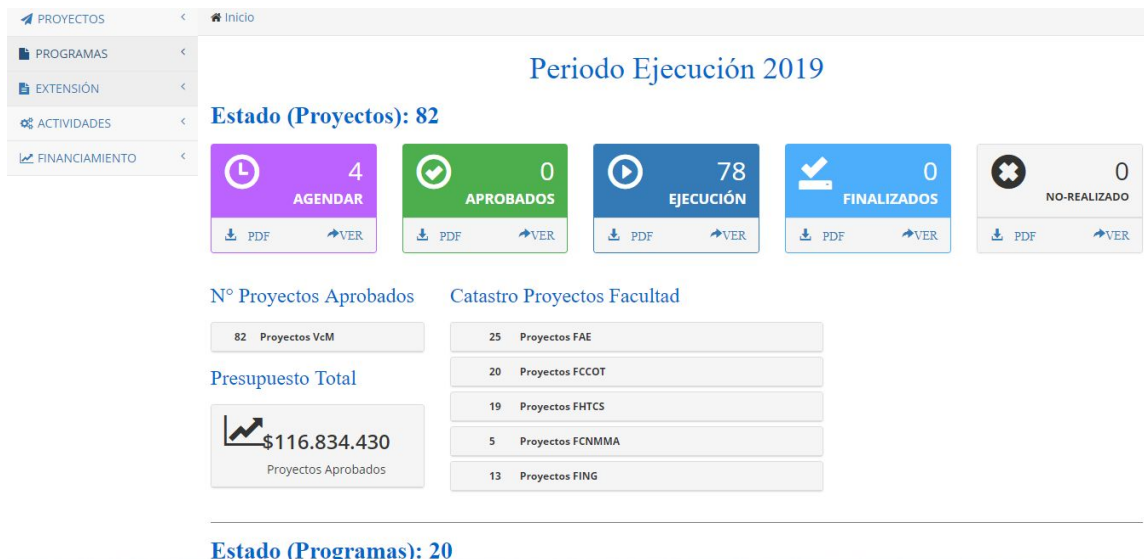 PROYECTOS
PROGRAMAS
EXTENSIÓN
ACTIVIDADES
FINANCIAMIENTO
Inicio
Periodo Ejecución 2019
Estado (Proyectos): 82
4
AGENDAR
PDF VER
0
APROBADOS
PDF VER
78
EJECUCIÓN
PDF VER
0
FINALIZADOS
PDF VER
0
NO-REALIZADO
PDF VER
N° Proyectos Aprobados
82 Proyectos VcM
Presupuesto Total
$116.834.430
Proyectos Aprobados
Catastro Proyectos Facultad
25 Proyectos FAE
20 Proyectos FCCOT
19 Proyectos FHTCS
5 Proyectos FCNMMA
13 Proyectos FING
Estado (Programas): 20